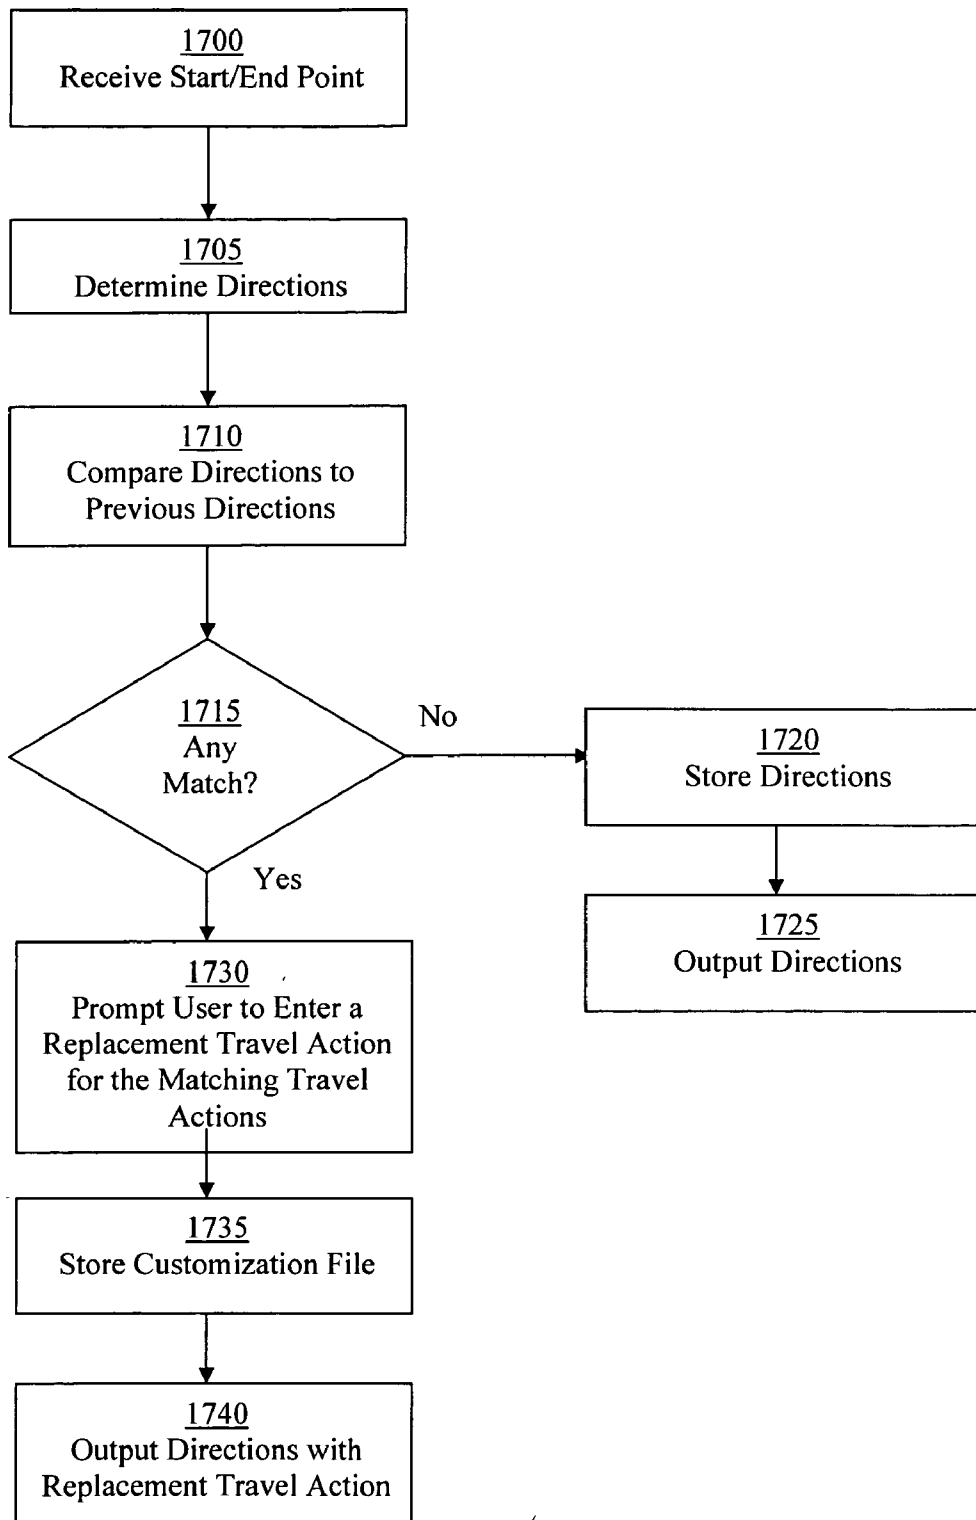 1700
Receive Start/End Point
1705
Determine Directions
1710
Compare Directions to
Previous Directions
1715
Any
Match?
No
Yes
1720
Store Directions
1725
Output Directions
1730
Prompt User to Enter a
Replacement Travel Action
for the Matching Travel
Actions
1735
Store Customization File
1740
Output Directions with
Replacement Travel Action